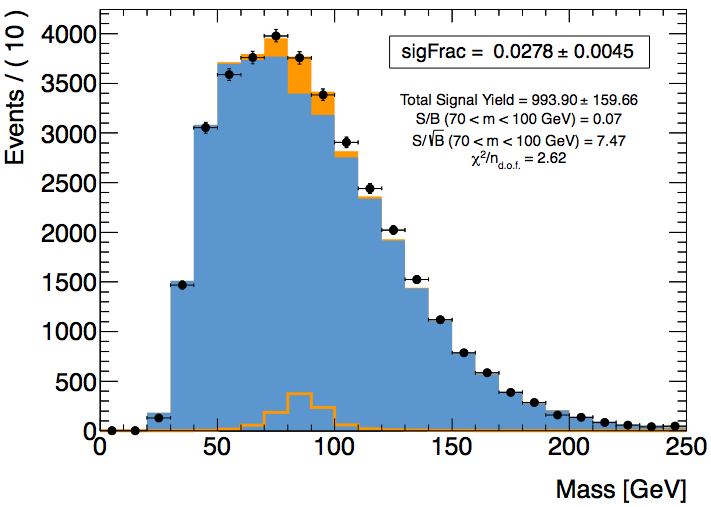 Events / ( 10 )
4000
3500
3000
2500
2000
1500
1000
500
0
sigFrac = 0.0278 ± 0.0045
Total Signal Yield = 993.90 ± 159.66
S/B (70 < m < 100 GeV) = 0.07
S/√B (70 < m < 100 GeV) = 7.47
χ²/n_d.o.f. = 2.62
0 50 100 150 200 250
Mass [GeV]